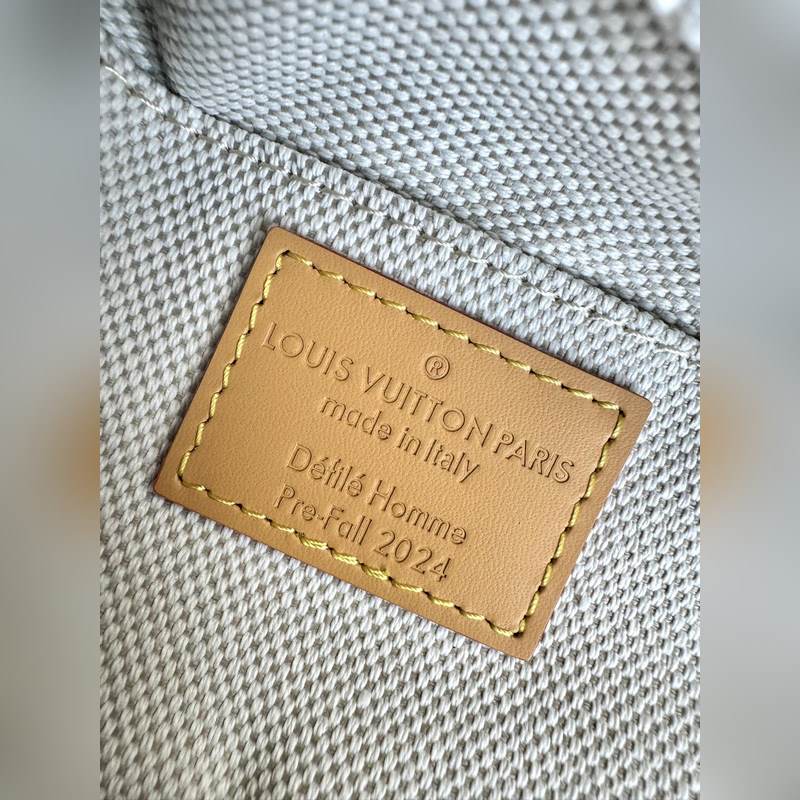 ®
LOUIS VUITTON PARIS
made in Italy
Défilé Homme
Pre-Fall 2024